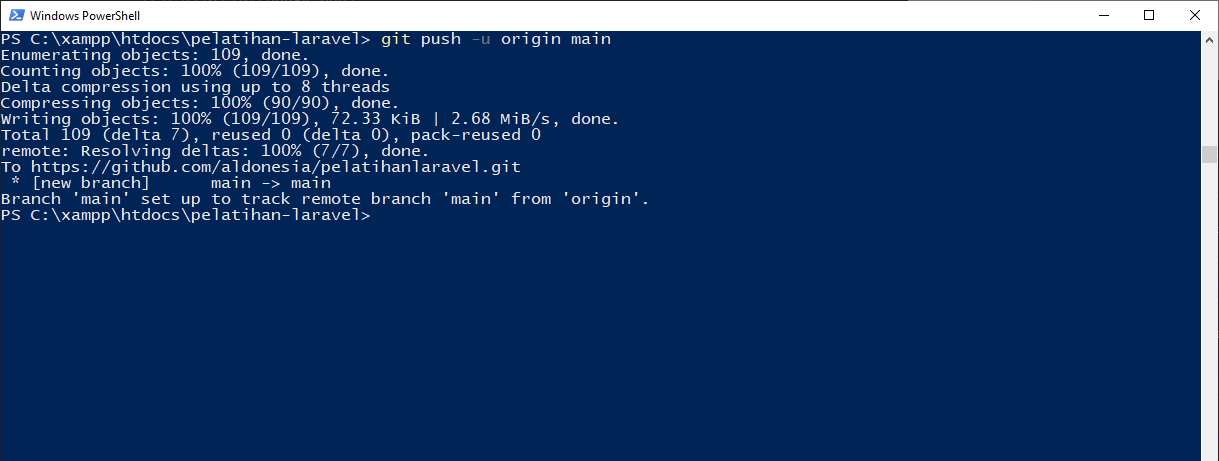 Windows PowerShell
PS C:\xampp\htdocs\pelatihan-laravel> git push -u origin main
Enumerating objects: 109, done.
Counting objects: 100% (109/109), done.
Delta compression using up to 8 threads
Compressing objects: 100% (90/90), done.
Writing objects: 100% (109/109), 72.33 KiB | 2.68 MiB/s, done.
Total 109 (delta 7), reused 0 (delta 0), pack-reused 0
remote: Resolving deltas: 100% (7/7), done.
To https://github.com/aldonesia/pelatihanlaravel.git
 * [new branch]      main -> main
Branch 'main' set up to track remote branch 'main' from 'origin'.
PS C:\xampp\htdocs\pelatihan-laravel>